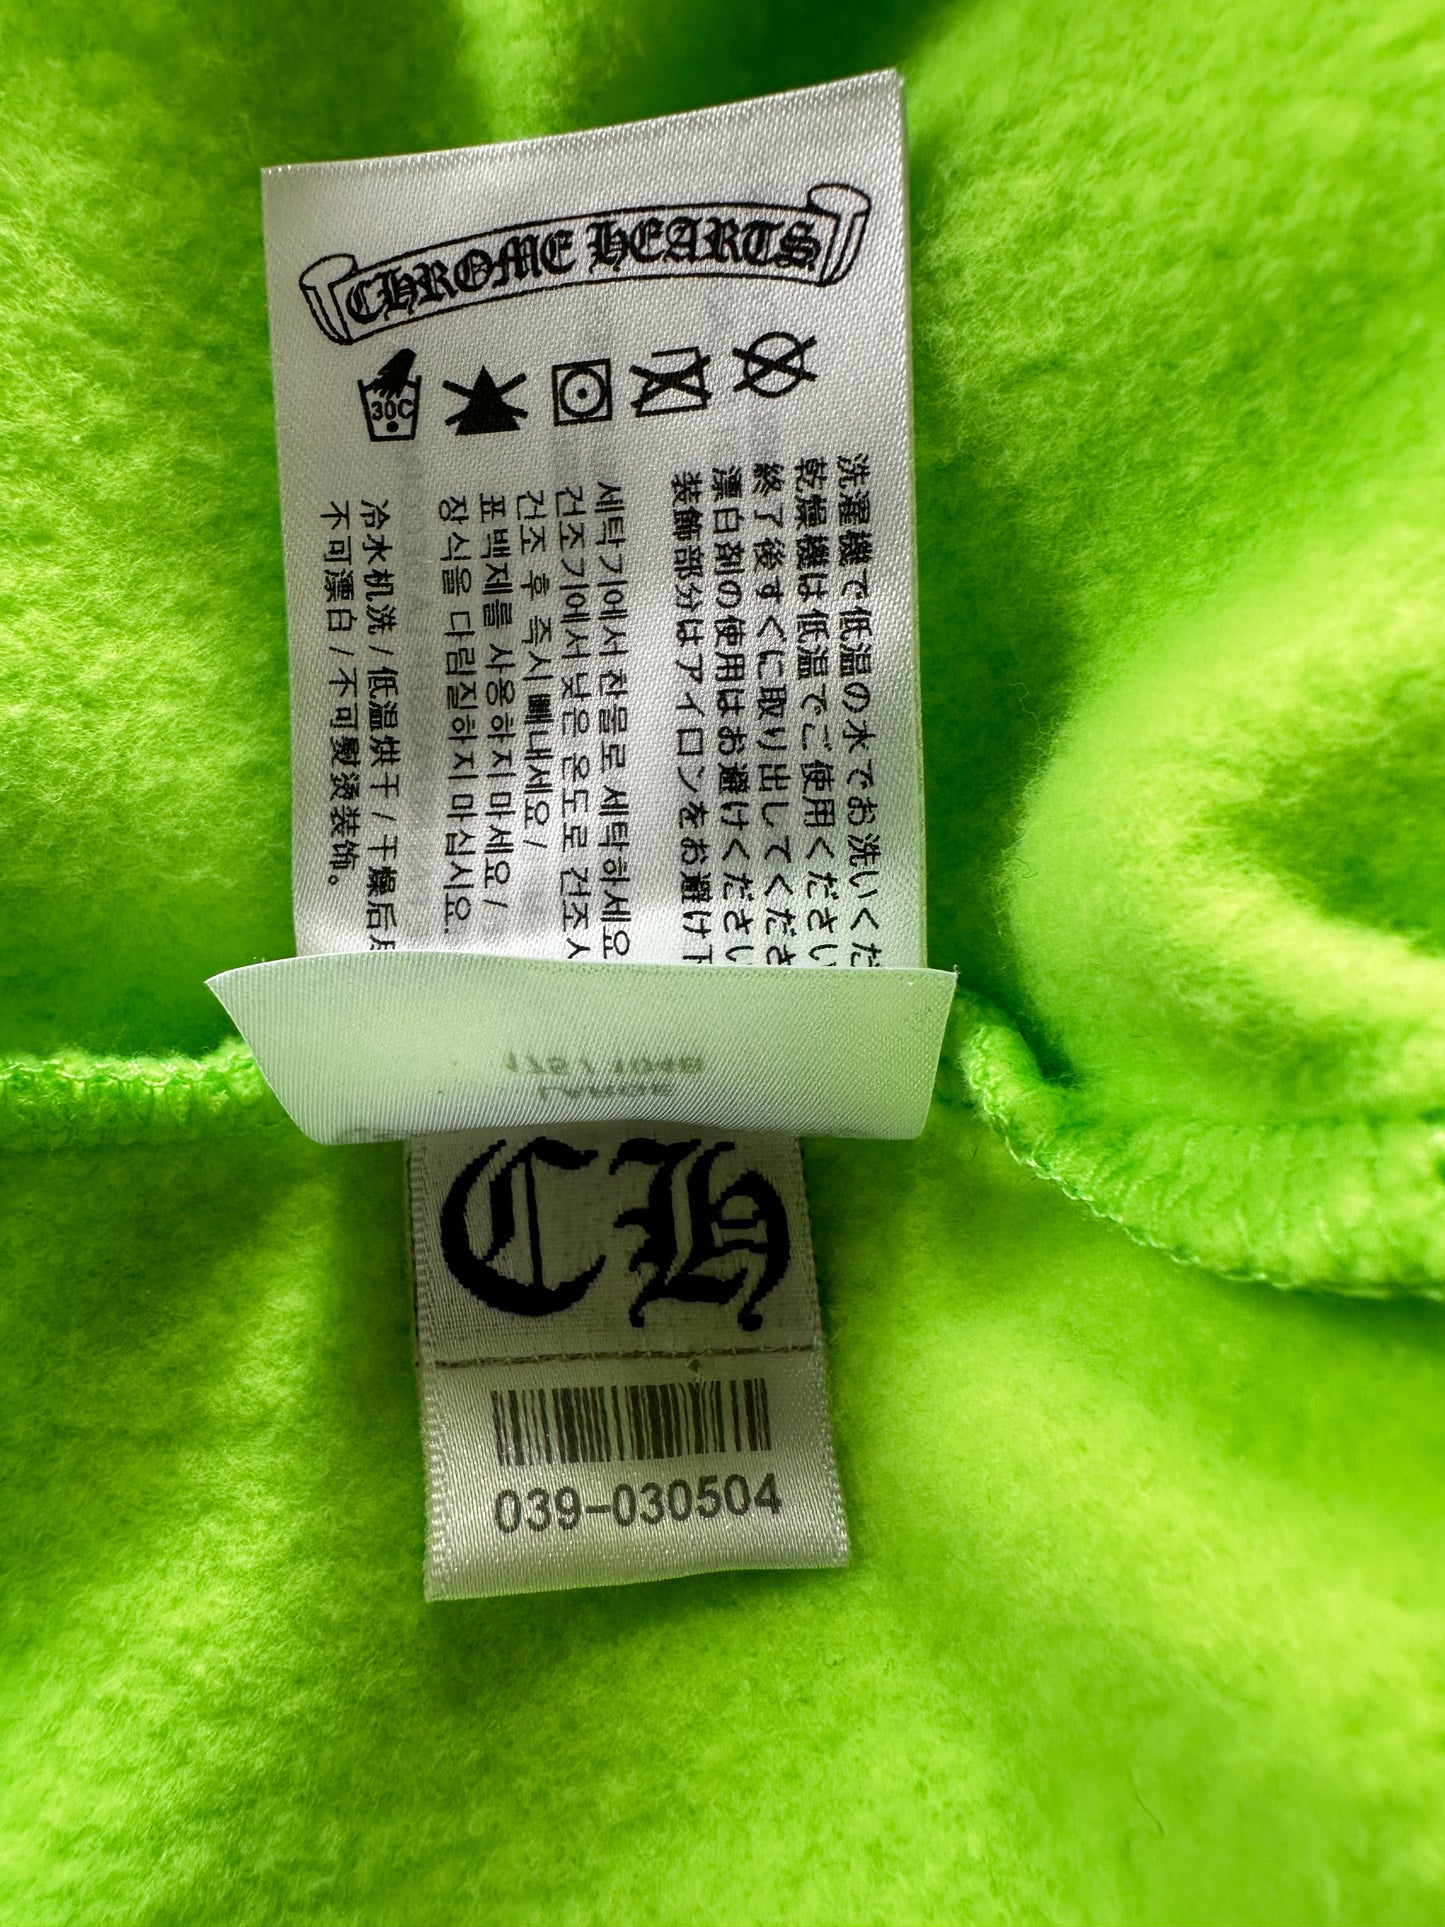 CHROME HEARTS
30C
洗濯機で低温の水でお洗いくだ
乾燥機は低温でご使用ください
終了後すぐに取り出してくださ
漂白剤の使用はお避けください
装飾部分はアイロンをお避け下
세탁기에서 찬물로 세탁하세요
건조기에서 낮은 온도로 건조
건조 후 즉시 빼내세요/
표백제를 사용하지 마세요/
장식을 다림질하지 마십시요.
冷水机洗 / 低温烘干 / 干燥后
不可漂白 / 不可熨烫装饰。
CH
039-030504